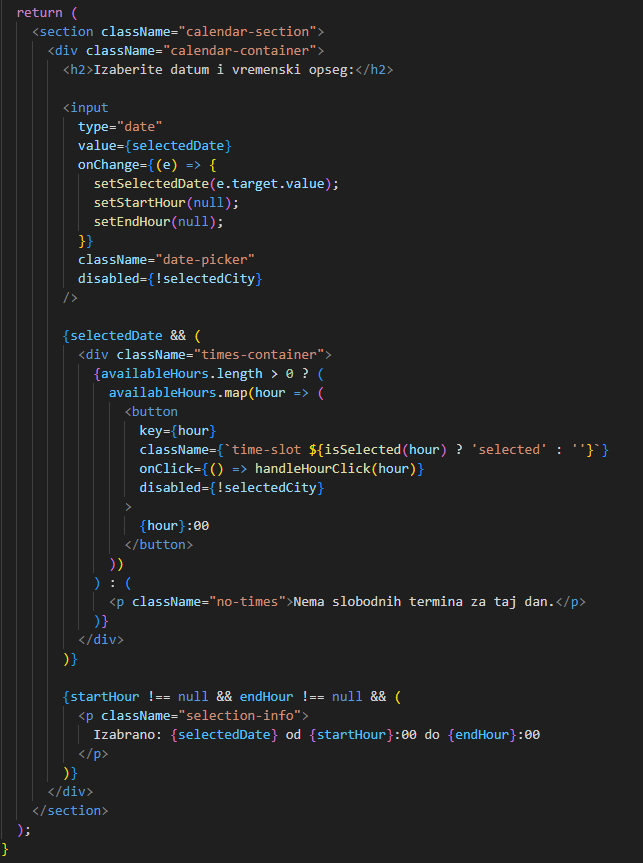 return (
<section className="calendar-section">
<div className="calendar-container">
<h2>Izaberite datum i vremenski opseg:</h2>
<input
type="date"
value={selectedDate}
onChange={(e) => {
setSelectedDate(e.target.value);
setStartHour(null);
setEndHour(null);
}}
className="date-picker"
disabled={!selectedCity}
/>
{selectedDate && (
<div className="times-container">
{availableHours.length > 0 ? (
availableHours.map(hour => (
<button
key={hour}
className={`time-slot ${isSelected(hour) ? 'selected' : ''}`}
onClick={() => handleHourClick(hour)}
disabled={!selectedCity}
>
{hour}:00
</button>
))
) : (
<p className="no-times">Nema slobodnih termina za taj dan.</p>
)}
</div>
)}
{startHour !== null && endHour !== null && (
<p className="selection-info">
Izabrano: {selectedDate} od {startHour}:00 do {endHour}:00
</p>
)}
</div>
</section>
);
}